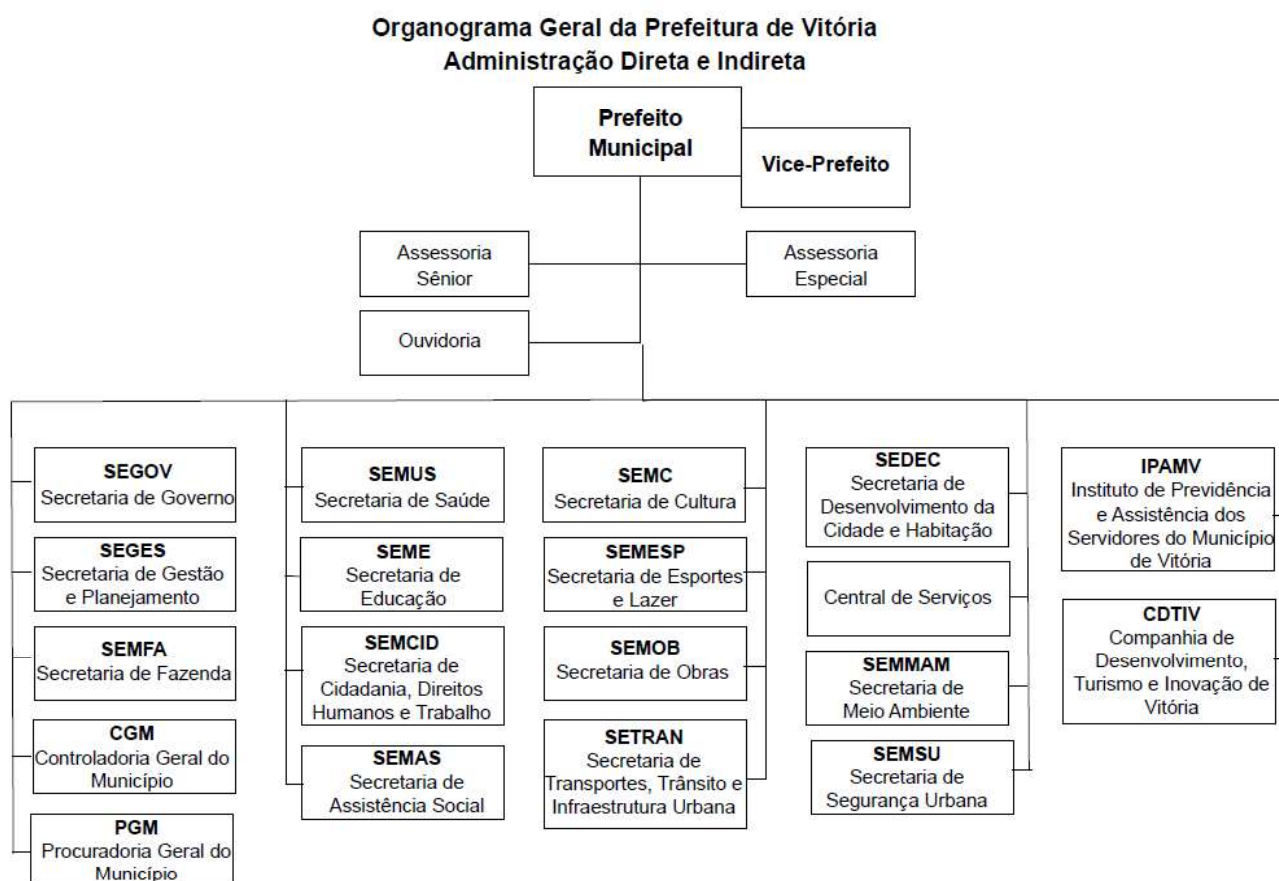 Organograma Geral da Prefeitura de Vitória
Administração Direta e Indireta
Prefeito
Municipal
Vice-Prefeito
Assessoria
Sênior
Assessoria
Especial
Ouvidoria
SEGOV
Secretaria de Governo
SEGES
Secretaria de Gestão
e Planejamento
SEMFA
Secretaria de Fazenda
CGM
Controladoria Geral do
Município
PGM
Procuradoria Geral do
Município
SEMUS
Secretaria de Saúde
SEME
Secretaria de
Educação
SEMCID
Secretaria de
Cidadania, Direitos
Humanos e Trabalho
SEMAS
Secretaria de
Assistência Social
SEMC
Secretaria de Cultura
SEMESP
Secretaria de Esportes
e Lazer
SEMOB
Secretaria de Obras
SETRAN
Secretaria de
Transportes, Trânsito e
Infraestrutura Urbana
SEDEC
Secretaria de
Desenvolvimento da
Cidade e Habitação
Central de Serviços
SEMMAM
Secretaria de
Meio Ambiente
SEMSU
Secretaria de
Segurança Urbana
IPAMV
Instituto de Previdência
e Assistência dos
Servidores do Município
de Vitória
CDTIV
Companhia de
Desenvolvimento,
Turismo e Inovação de
Vitória